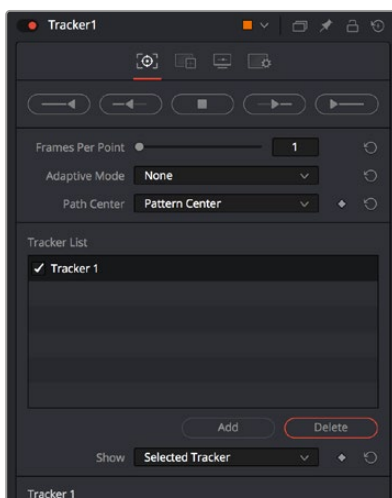 Tracker1
Frames Per Point 1
Adaptive Mode None
Path Center Pattern Center
Tracker List
Tracker 1
Add Delete
Show Selected Tracker
Tracker 1